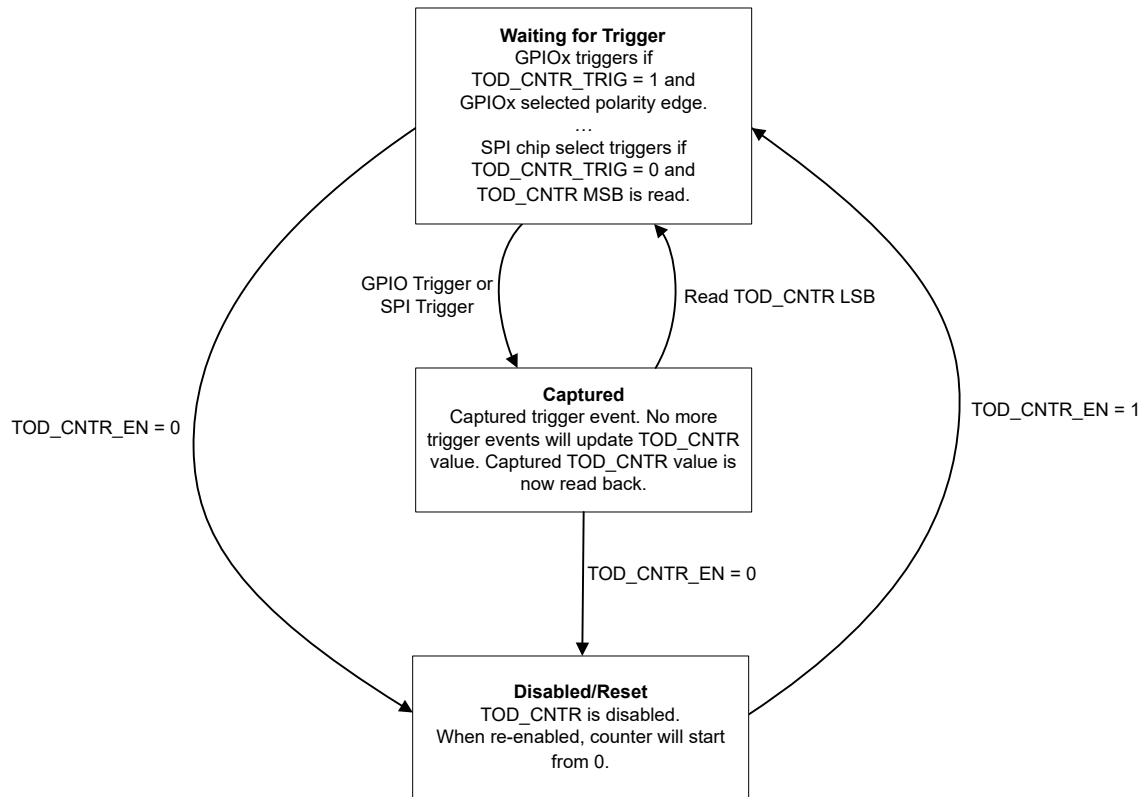 Waiting for Trigger
GPIOx triggers if
TOD_CNTR_TRIG = 1 and
GPIOx selected polarity edge.
…
SPI chip select triggers if
TOD_CNTR_TRIG = 0 and
TOD_CNTR MSB is read.
GPIO Trigger or
SPI Trigger
Read TOD_CNTR LSB
Captured
Captured trigger event. No more
trigger events will update TOD_CNTR
value. Captured TOD_CNTR value is
now read back.
TOD_CNTR_EN = 0
TOD_CNTR_EN = 1
TOD_CNTR_EN = 0
Disabled/Reset
TOD_CNTR is disabled.
When re-enabled, counter will start
from 0.